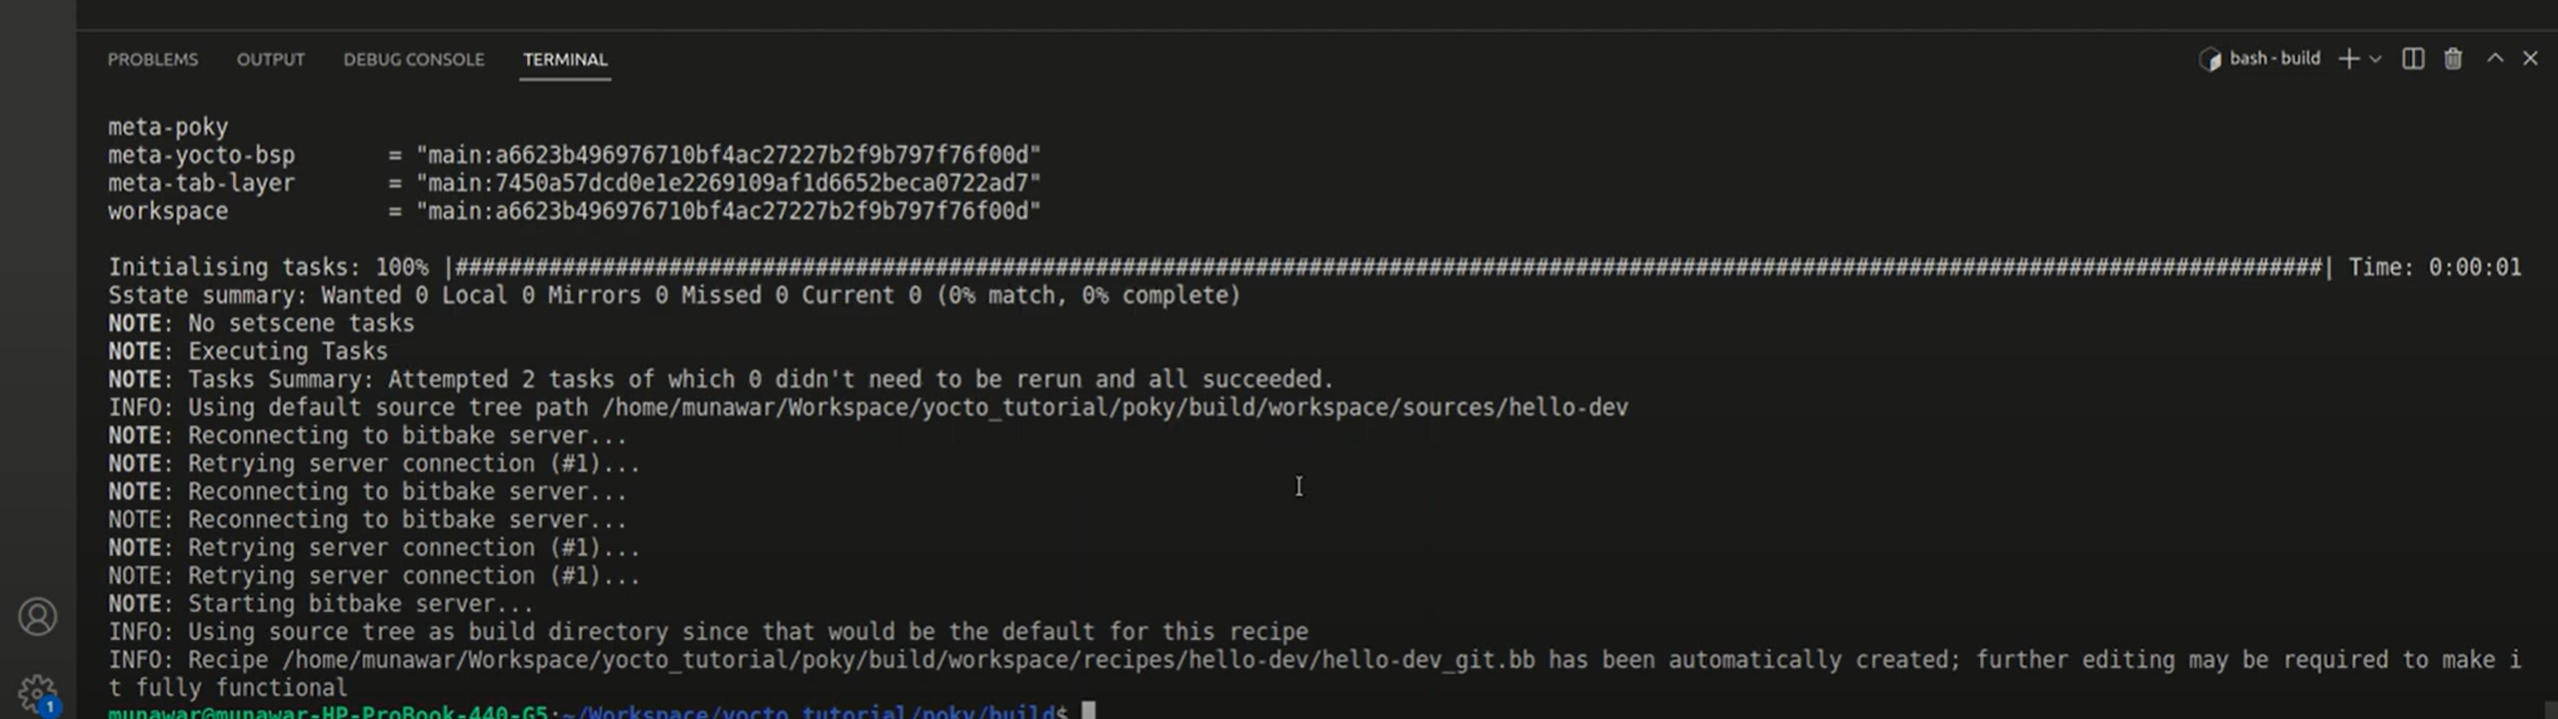 PROBLEMS OUTPUT DEBUG CONSOLE TERMINAL bash - build
meta-poky
meta-yocto-bsp = "main:a6623b496976710bf4ac27227b2f9b797f76f00d"
meta-tab-layer = "main:7450a57dcd0e1e2269109af1d6652beca0722ad7"
workspace = "main:a6623b496976710bf4ac27227b2f9b797f76f00d"
Initialising tasks: 100% |############################################################################################################################################| Time: 0:00:01
Sstate summary: Wanted 0 Local 0 Mirrors 0 Missed 0 Current 0 (0% match, 0% complete)
NOTE: No setscene tasks
NOTE: Executing Tasks
NOTE: Tasks Summary: Attempted 2 tasks of which 0 didn't need to be rerun and all succeeded.
INFO: Using default source tree path /home/munawar/Workspace/yocto_tutorial/poky/build/workspace/sources/hello-dev
NOTE: Reconnecting to bitbake server...
NOTE: Retrying server connection (#1)...
NOTE: Reconnecting to bitbake server...
NOTE: Reconnecting to bitbake server...
NOTE: Retrying server connection (#1)...
NOTE: Retrying server connection (#1)...
NOTE: Starting bitbake server...
INFO: Using source tree as build directory since that would be the default for this recipe
INFO: Recipe /home/munawar/Workspace/yocto_tutorial/poky/build/workspace/recipes/hello-dev/hello-dev_git.bb has been automatically created; further editing may be required to make i
t fully functional
1
munawar@munawar-HP-ProBook-440-G5:~/Workspace/yocto_tutorial/poky/build$